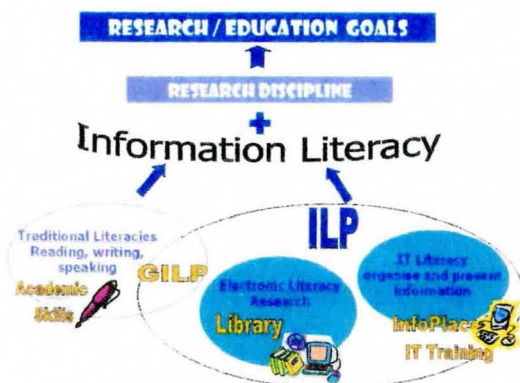 RESEARCH / EDUCATION GOALS
RESEARCH DISCIPLINE
+
Information Literacy
ILP
Traditional Literacies
Reading, writing,
speaking
Academic
Skills
GILP
Electronic Literacy
Research
Library
IT Literacy
organise and present
information
InfoPlace
IT Training